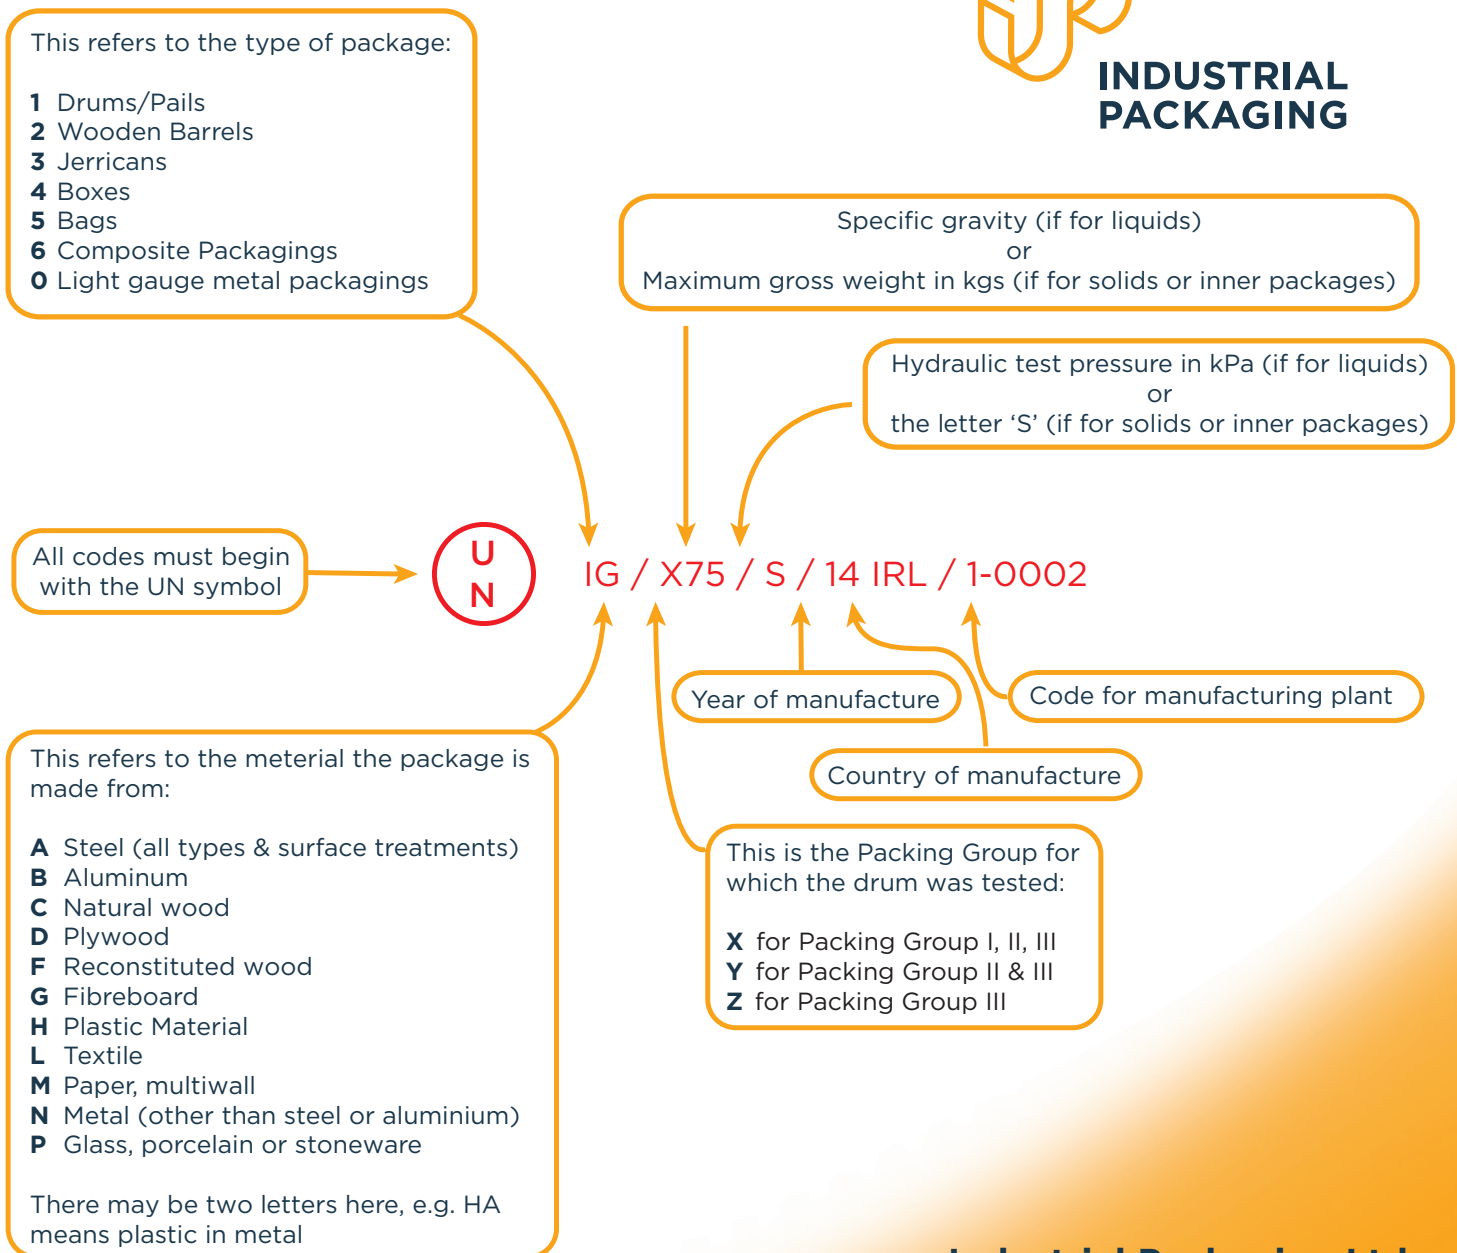 This refers to the type of package:
1 Drums/Pails
2 Wooden Barrels
3 Jerricans
4 Boxes
5 Bags
6 Composite Packagings
0 Light gauge metal packagings
INDUSTRIAL
PACKAGING
Specific gravity (if for liquids)
or
Maximum gross weight in kgs (if for solids or inner packages)
Hydraulic test pressure in kPa (if for liquids)
or
the letter ‘S’ (if for solids or inner packages)
All codes must begin
with the UN symbol
U
N
IG / X75 / S / 14 IRL / 1-0002
Year of manufacture
Code for manufacturing plant
Country of manufacture
This refers to the meterial the package is
made from:
A Steel (all types & surface treatments)
B Aluminum
C Natural wood
D Plywood
F Reconstituted wood
G Fibreboard
H Plastic Material
L Textile
M Paper, multiwall
N Metal (other than steel or aluminium)
P Glass, porcelain or stoneware
There may be two letters here, e.g. HA
means plastic in metal
This is the Packing Group for
which the drum was tested:
X for Packing Group I, II, III
Y for Packing Group II & III
Z for Packing Group III
Industrial Packaging Ltd